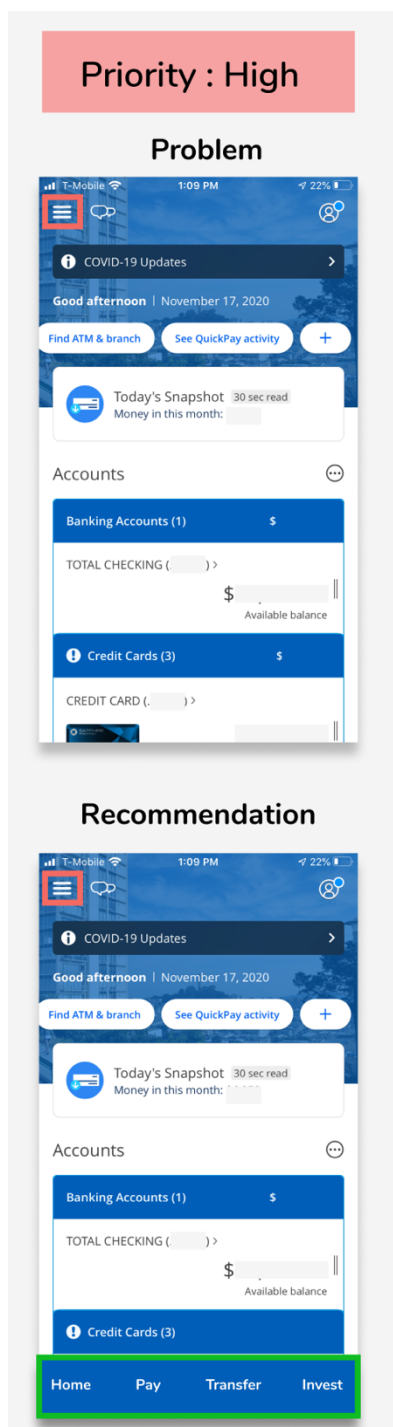 Priority : High
Problem
T-Mobile 1:09 PM 22%
COVID-19 Updates
Good afternoon | November 17, 2020
Find ATM & branch See QuickPay activity +
Today's Snapshot 30 sec read
Money in this month:
Accounts
Banking Accounts (1) $
TOTAL CHECKING (. ) >
$
Available balance
Credit Cards (3) $
CREDIT CARD (. ) >
Recommendation
T-Mobile 1:09 PM 22%
COVID-19 Updates
Good afternoon | November 17, 2020
Find ATM & branch See QuickPay activity +
Today's Snapshot 30 sec read
Money in this month:
Accounts
Banking Accounts (1) $
TOTAL CHECKING ( ) >
$
Available balance
Credit Cards (3)
Home Pay Transfer Invest